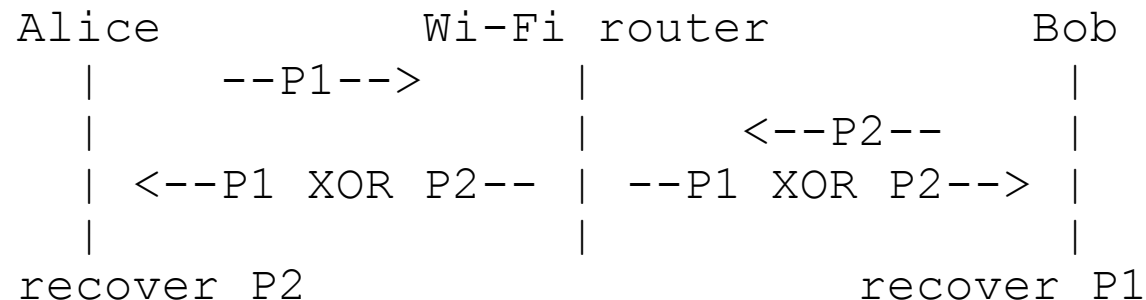 Alice Wi-Fi router Bob
| --P1--> | |
| | <--P2-- |
| <--P1 XOR P2-- | --P1 XOR P2--> |
| | |
recover P2 recover P1